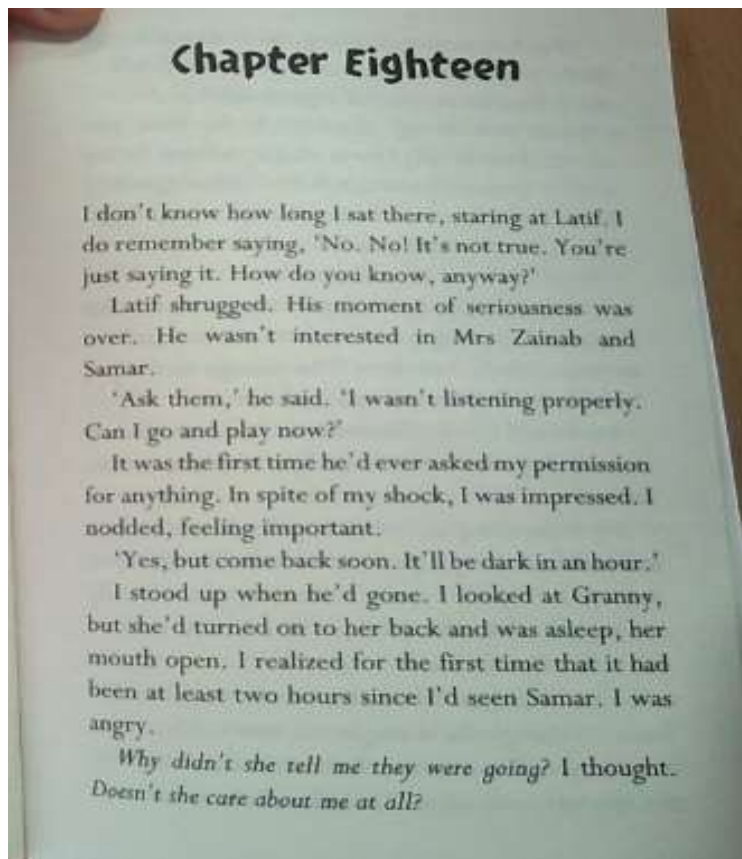 Chapter Eighteen
I don't know how long I sat there, staring at Latif. I
do remember saying, 'No. No! It's not true. You're
just saying it. How do you know, anyway?'
Latif shrugged. His moment of seriousness was
over. He wasn't interested in Mrs Zainab and
Samar.
'Ask them,' he said. 'I wasn't listening properly.
Can I go and play now?'
It was the first time he'd ever asked my permission
for anything. In spite of my shock, I was impressed. I
nodded, feeling important.
'Yes, but come back soon. It'll be dark in an hour.'
I stood up when he'd gone. I looked at Granny,
but she'd turned on to her back and was asleep, her
mouth open. I realized for the first time that it had
been at least two hours since I'd seen Samar. I was
angry.
Why didn't she tell me they were going? I thought.
Doesn't she care about me at all?